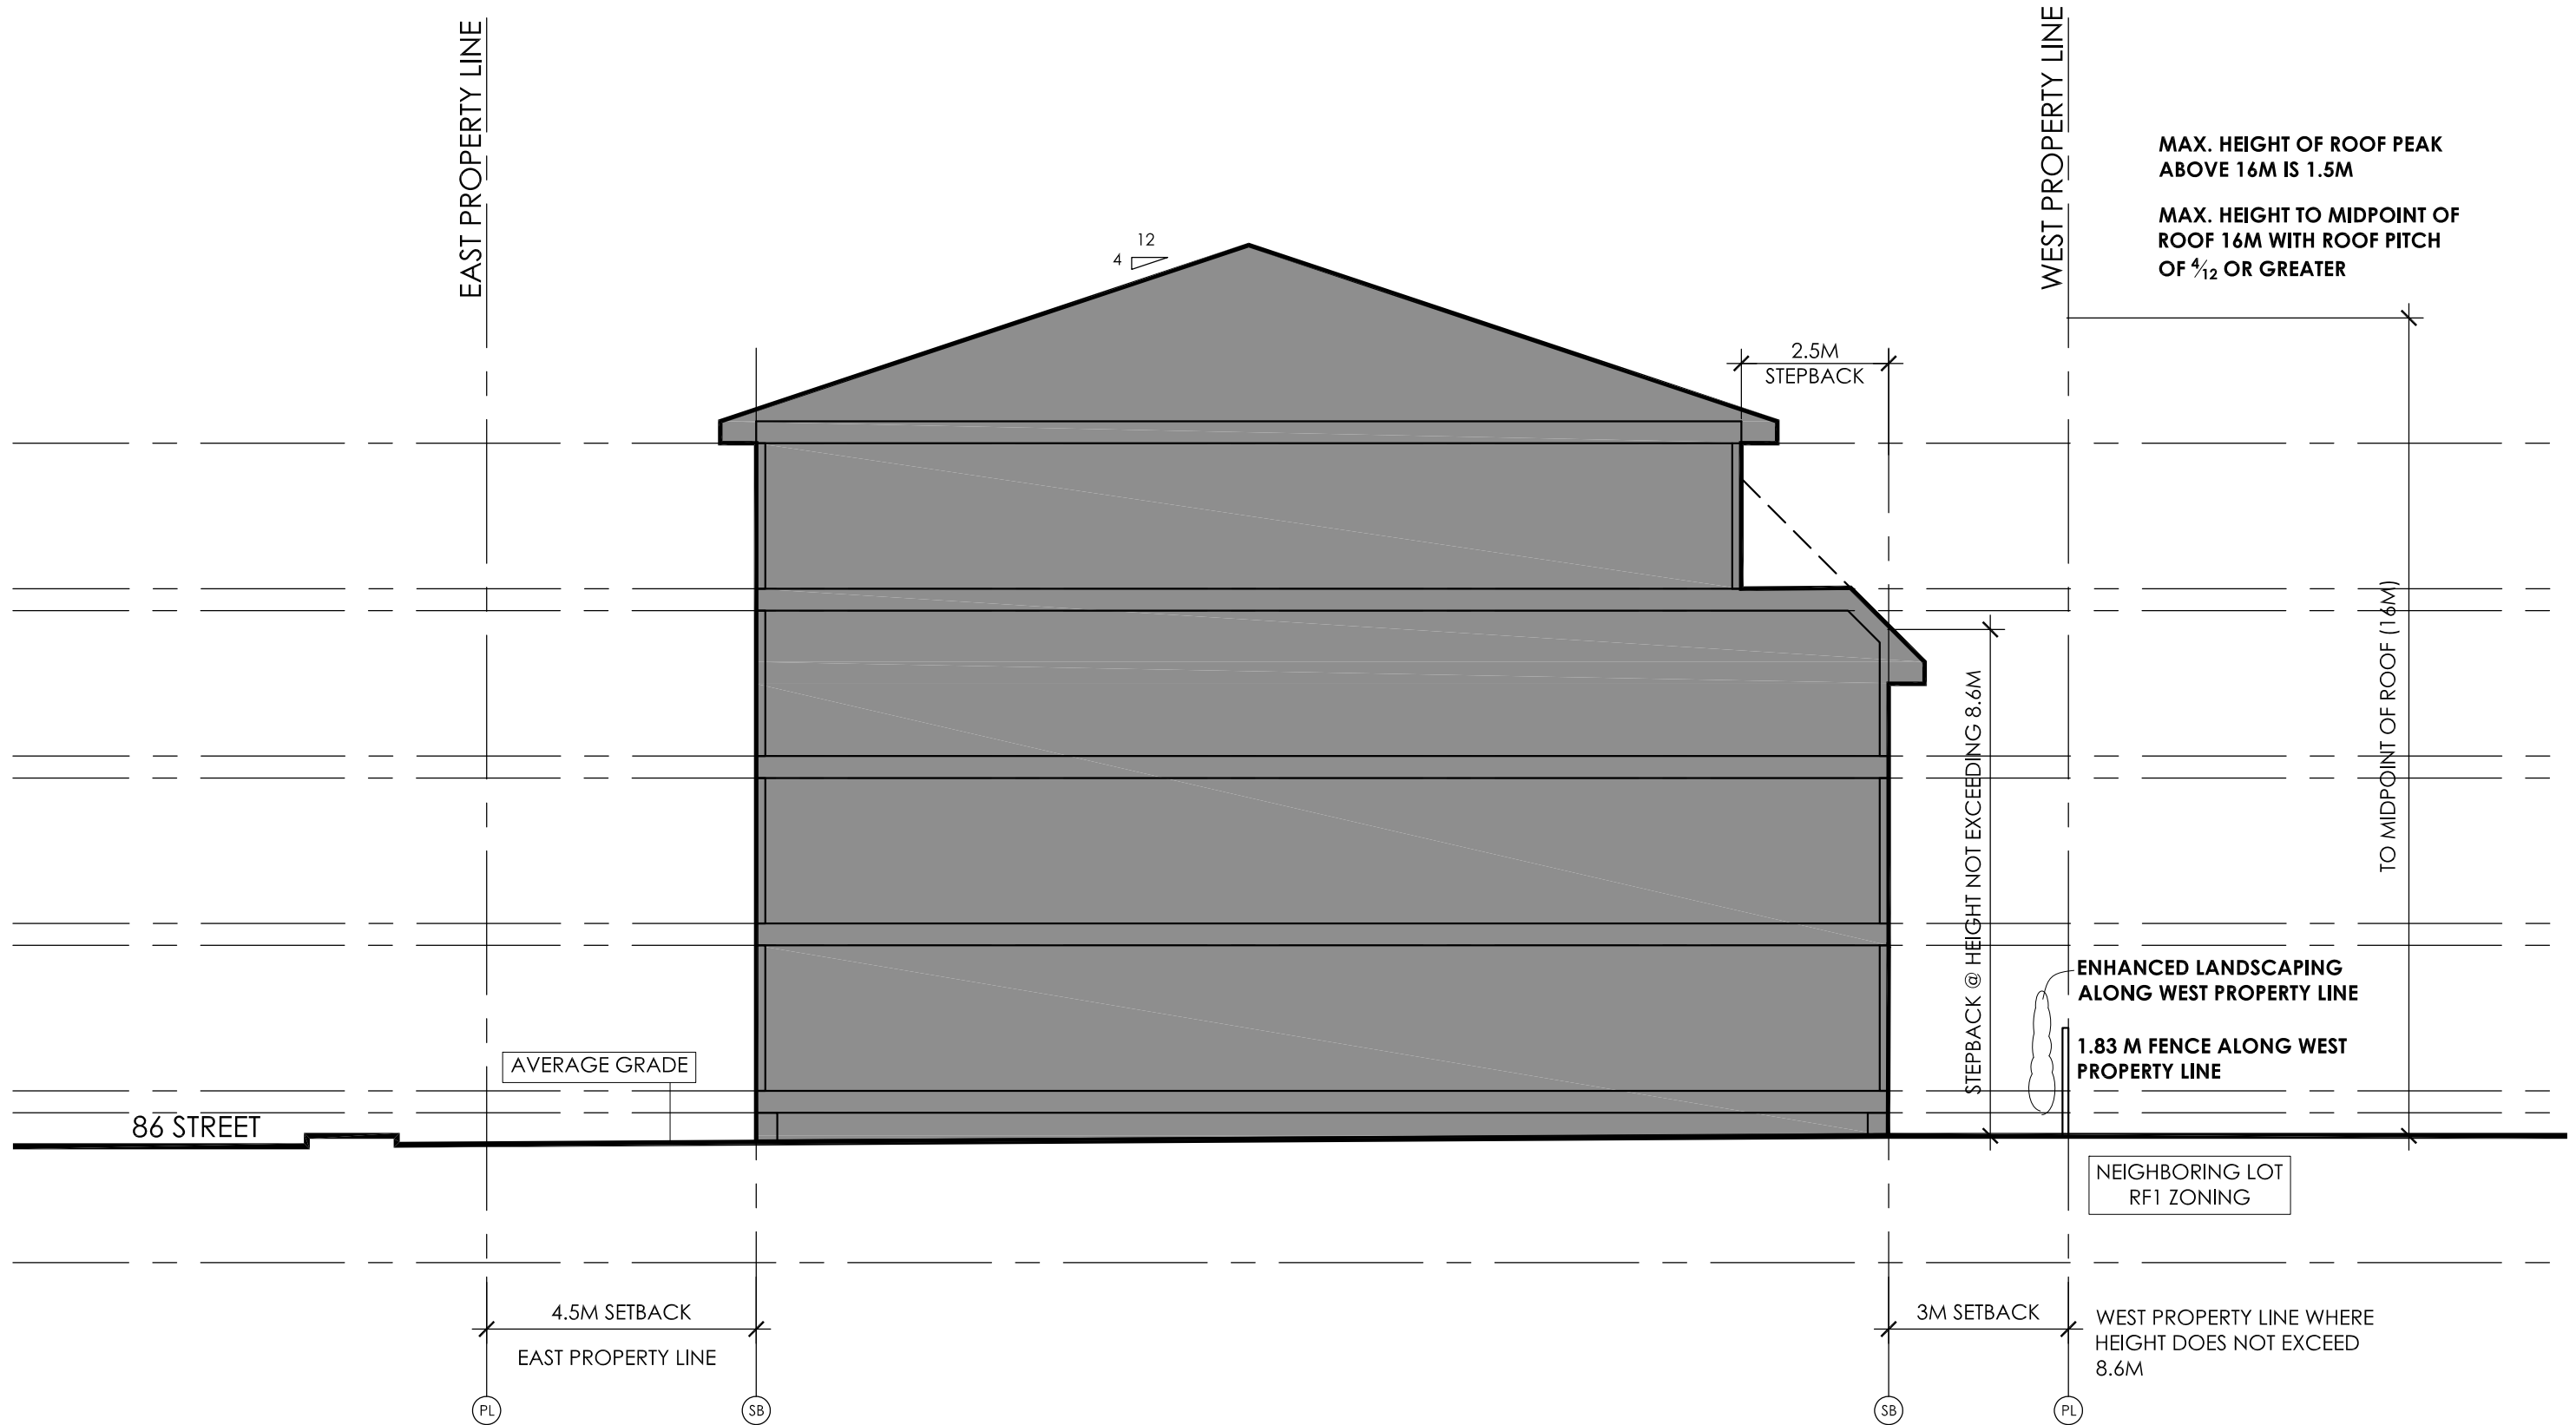 EAST PROPERTY LINE
WEST PROPERTY LINE
MAX. HEIGHT OF ROOF PEAK
ABOVE 16M IS 1.5M
MAX. HEIGHT TO MIDPOINT OF
ROOF 16M WITH ROOF PITCH
OF 4/12 OR GREATER
12
4
2.5M
STEPBACK
TO MIDPOINT OF ROOF (16M)
STEPBACK @ HEIGHT NOT EXCEEDING 8.6M
ENHANCED LANDSCAPING
ALONG WEST PROPERTY LINE
1.83 M FENCE ALONG WEST
PROPERTY LINE
AVERAGE GRADE
86 STREET
NEIGHBORING LOT
RF1 ZONING
4.5M SETBACK
EAST PROPERTY LINE
3M SETBACK
WEST PROPERTY LINE WHERE
HEIGHT DOES NOT EXCEED
8.6M
PL
SB
SB
PL